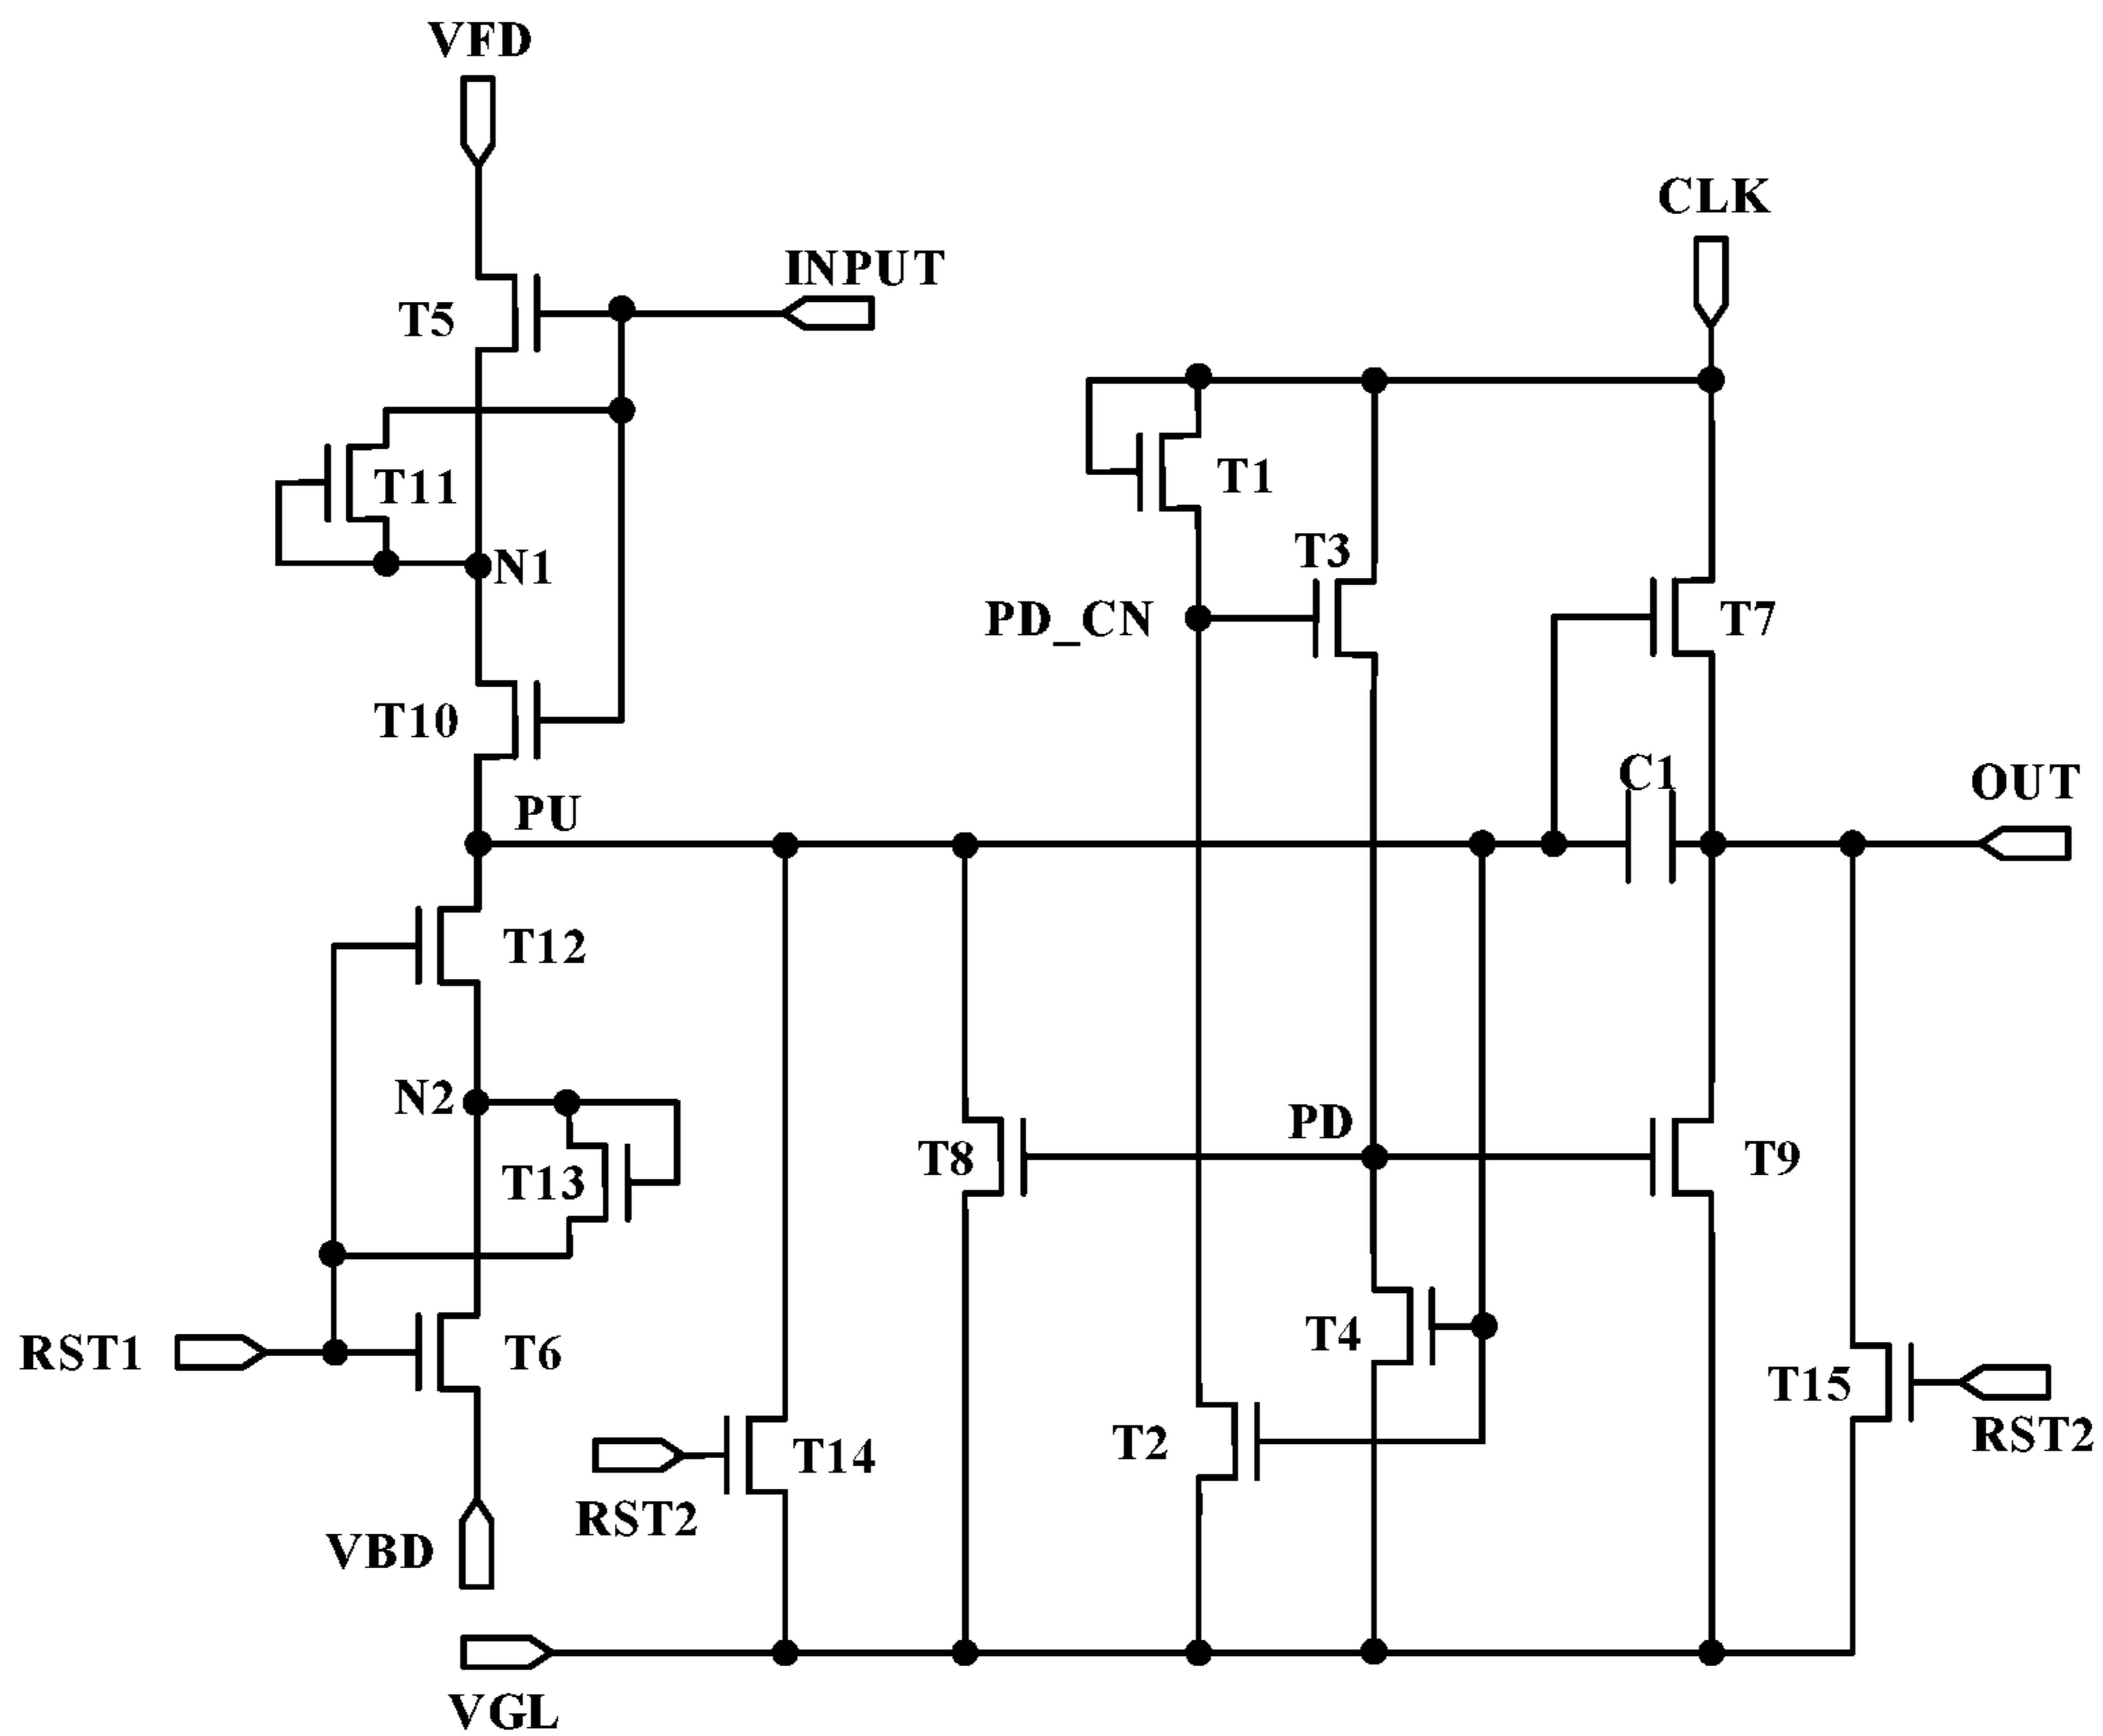 VFD
CLK
INPUT
T5
T11
T1
T3
N1
PD_CN
T7
T10
C1
OUT
PU
T12
N2
PD
T8
T9
T13
T4
RST1
T6
T15
T2
T14
RST2
RST2
VBD
VGL